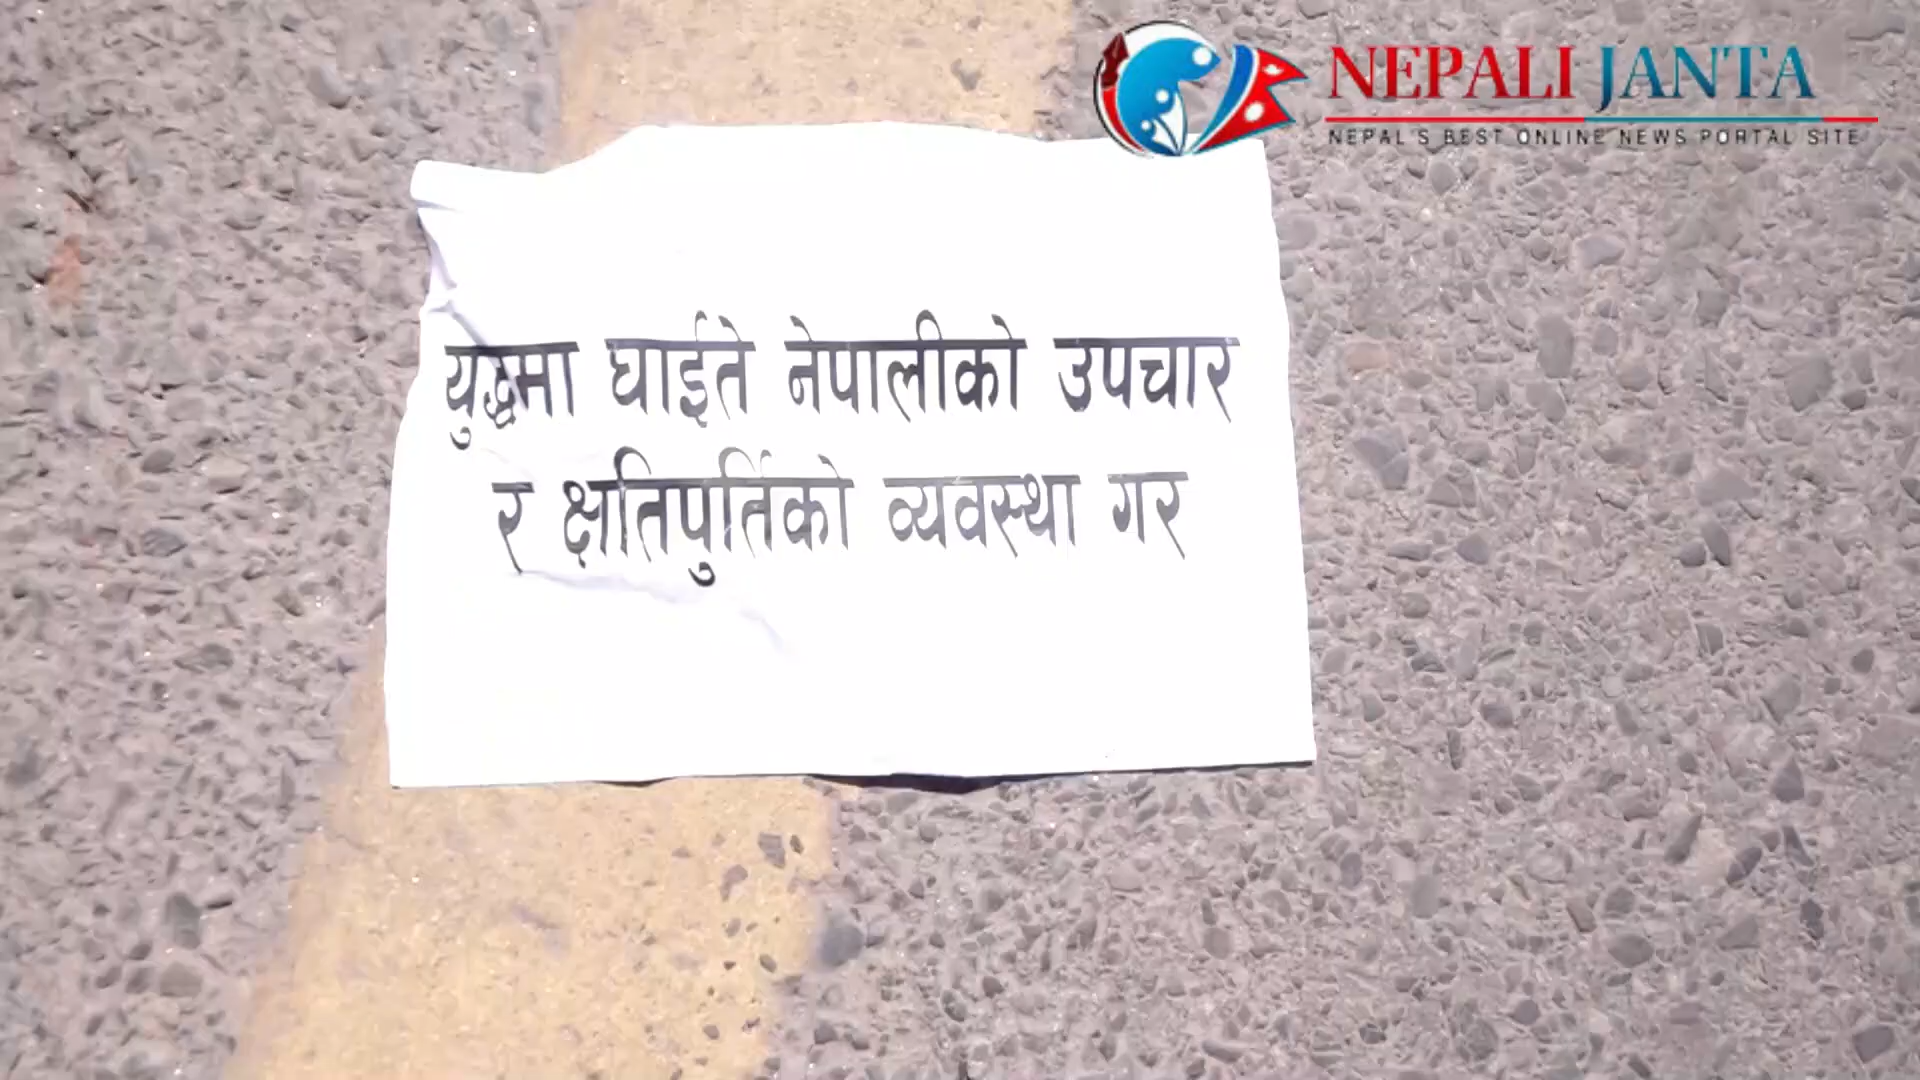 NEPALI JANTA
NEPAL'S BEST ONLINE NEWS PORTAL SITE
युद्धमा घाईते नेपालीको उपचार
र क्षतिपुर्तिको व्यवस्था गर